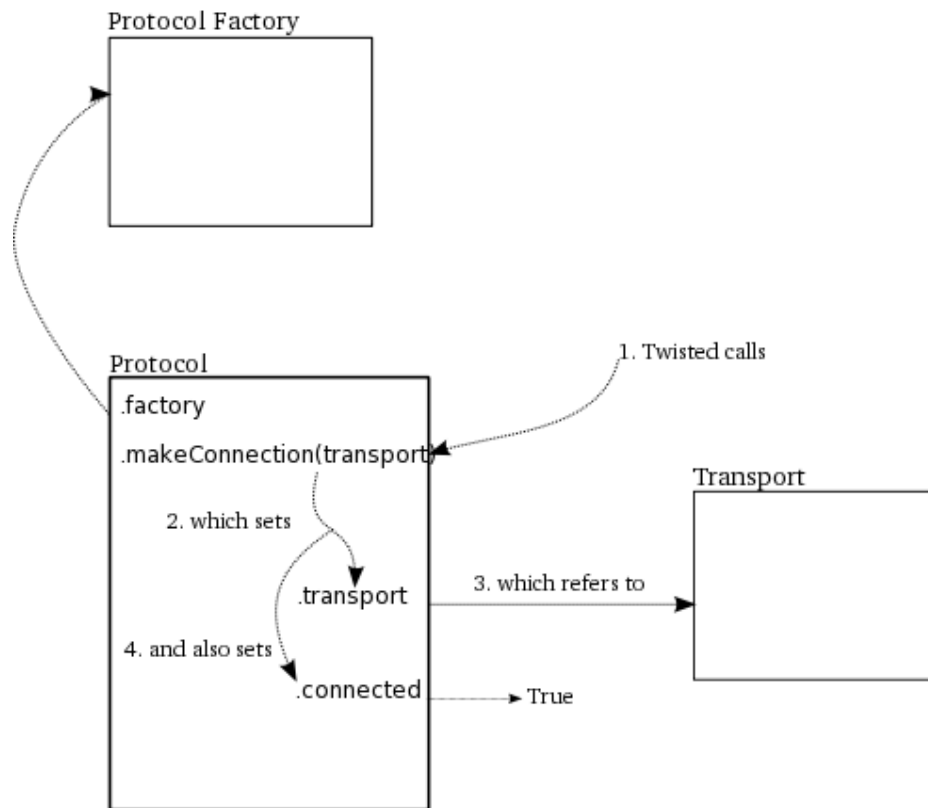 Protocol Factory
1. Twisted calls
Protocol
.factory
.makeConnection(transport)
Transport
2. which sets
3. which refers to
.transport
4. and also sets
.connected
True